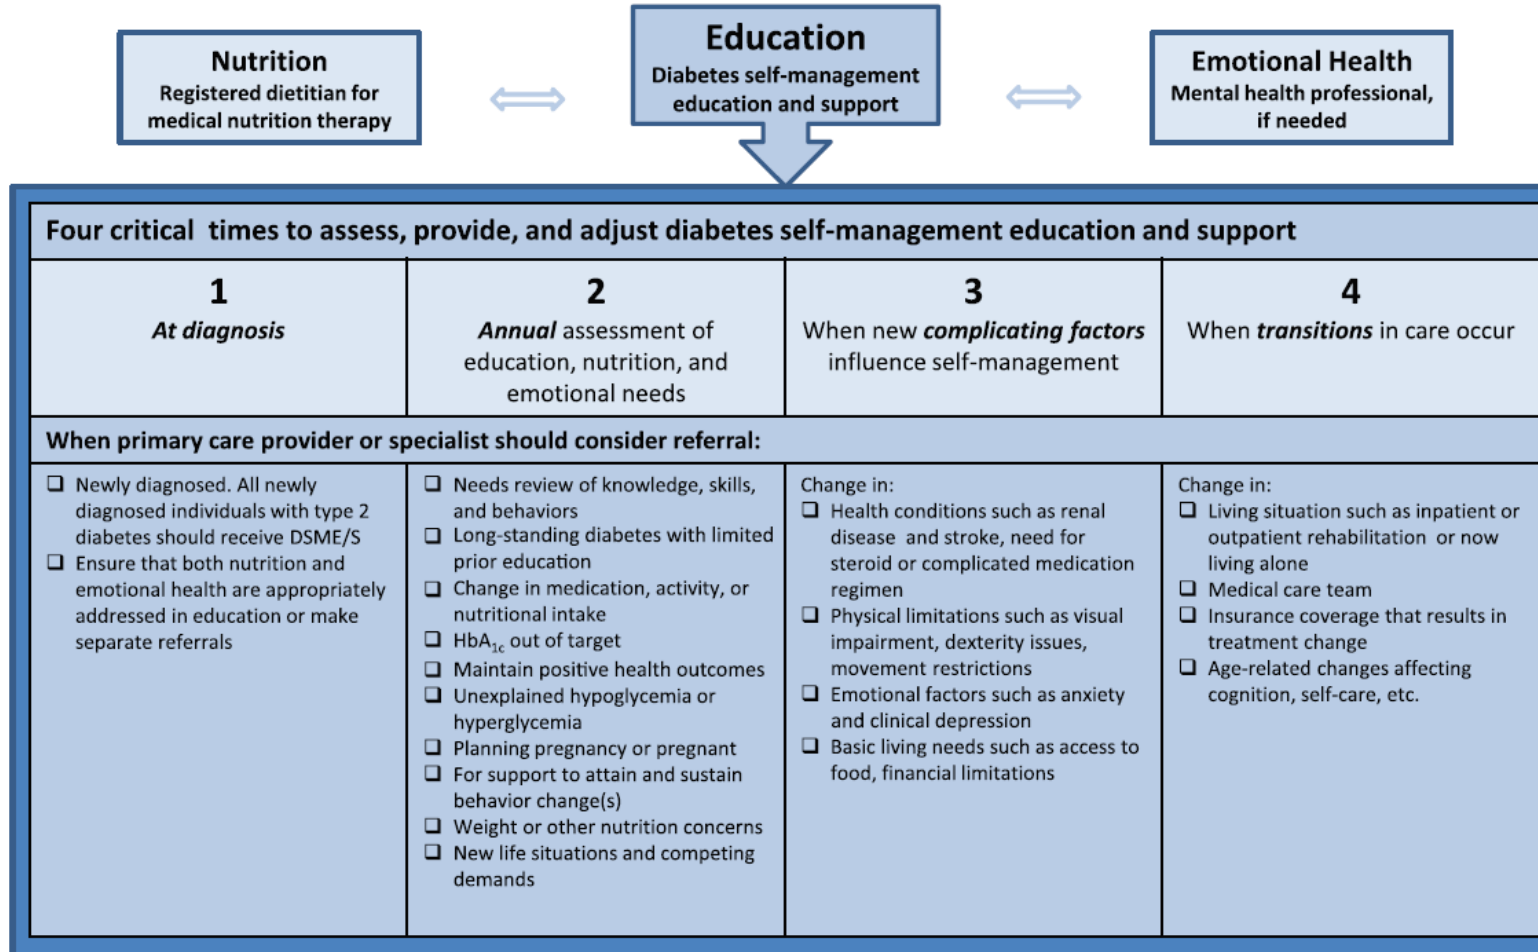 Nutrition
Registered dietitian for
medical nutrition therapy
Education
Diabetes self-management
education and support
Emotional Health
Mental health professional,
if needed
Four critical times to assess, provide, and adjust diabetes self-management education and support
1
At diagnosis
2
Annual assessment of
education, nutrition, and
emotional needs
3
When new complicating factors
influence self-management
4
When transitions in care occur
When primary care provider or specialist should consider referral:
❑ Newly diagnosed. All newly
diagnosed individuals with type 2
diabetes should receive DSME/S
❑ Ensure that both nutrition and
emotional health are appropriately
addressed in education or make
separate referrals
❑ Needs review of knowledge, skills,
and behaviors
❑ Long-standing diabetes with limited
prior education
❑ Change in medication, activity, or
nutritional intake
❑ HbA1c out of target
❑ Maintain positive health outcomes
❑ Unexplained hypoglycemia or
hyperglycemia
❑ Planning pregnancy or pregnant
❑ For support to attain and sustain
behavior change(s)
❑ Weight or other nutrition concerns
❑ New life situations and competing
demands
Change in:
❑ Health conditions such as renal
disease and stroke, need for
steroid or complicated medication
regimen
❑ Physical limitations such as visual
impairment, dexterity issues,
movement restrictions
❑ Emotional factors such as anxiety
and clinical depression
❑ Basic living needs such as access to
food, financial limitations
Change in:
❑ Living situation such as inpatient or
outpatient rehabilitation or now
living alone
❑ Medical care team
❑ Insurance coverage that results in
treatment change
❑ Age-related changes affecting
cognition, self-care, etc.